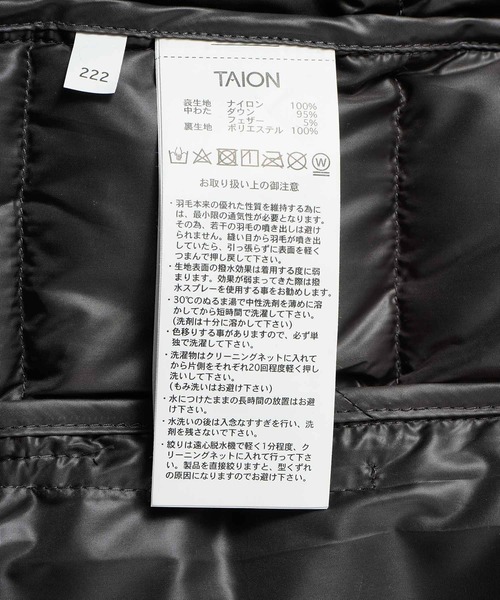 222
TAION
表生地 ナイロン 100%
中わた ダウン 95%
フェザー 5%
裏生地 ポリエステル 100%
W
お取り扱い上の御注意
・羽毛本来の優れた性質を維持する為に
は、最小限の通気性が必要となります。
その為、若干の羽毛の噴き出しは避け
られません。縫い目から羽毛が噴き出
していたら、引っ張らずに表面を軽く
つまんで押し戻して下さい。
・生地表面の撥水効果は着用する度に弱
まります。効果が弱まってきた際は撥
水スプレーを使用する事をお勧めします。
・30℃のぬるま湯で中性洗剤を薄めに溶
かしてから短時間で洗濯して下さい。
(洗剤は十分に溶かして下さい)
・色移りする事がありますので、必ず単
独で洗濯して下さい。
・洗濯物はクリーニングネットに入れて
から片側をそれぞれ20回程度軽く押し
洗いして下さい。
(もみ洗いはお避け下さい)
・水につけたままの長時間の放置はお避
け下さい。
・水洗いの後は入念なすすぎを行い、洗
剤を残さないで下さい。
・絞りは遠心脱水機で軽く1分程度、ク
リーニングネットに入れて行って下さ
い。製品を直接絞りますと、型くずれ
の原因になりますのでお避け下さい。